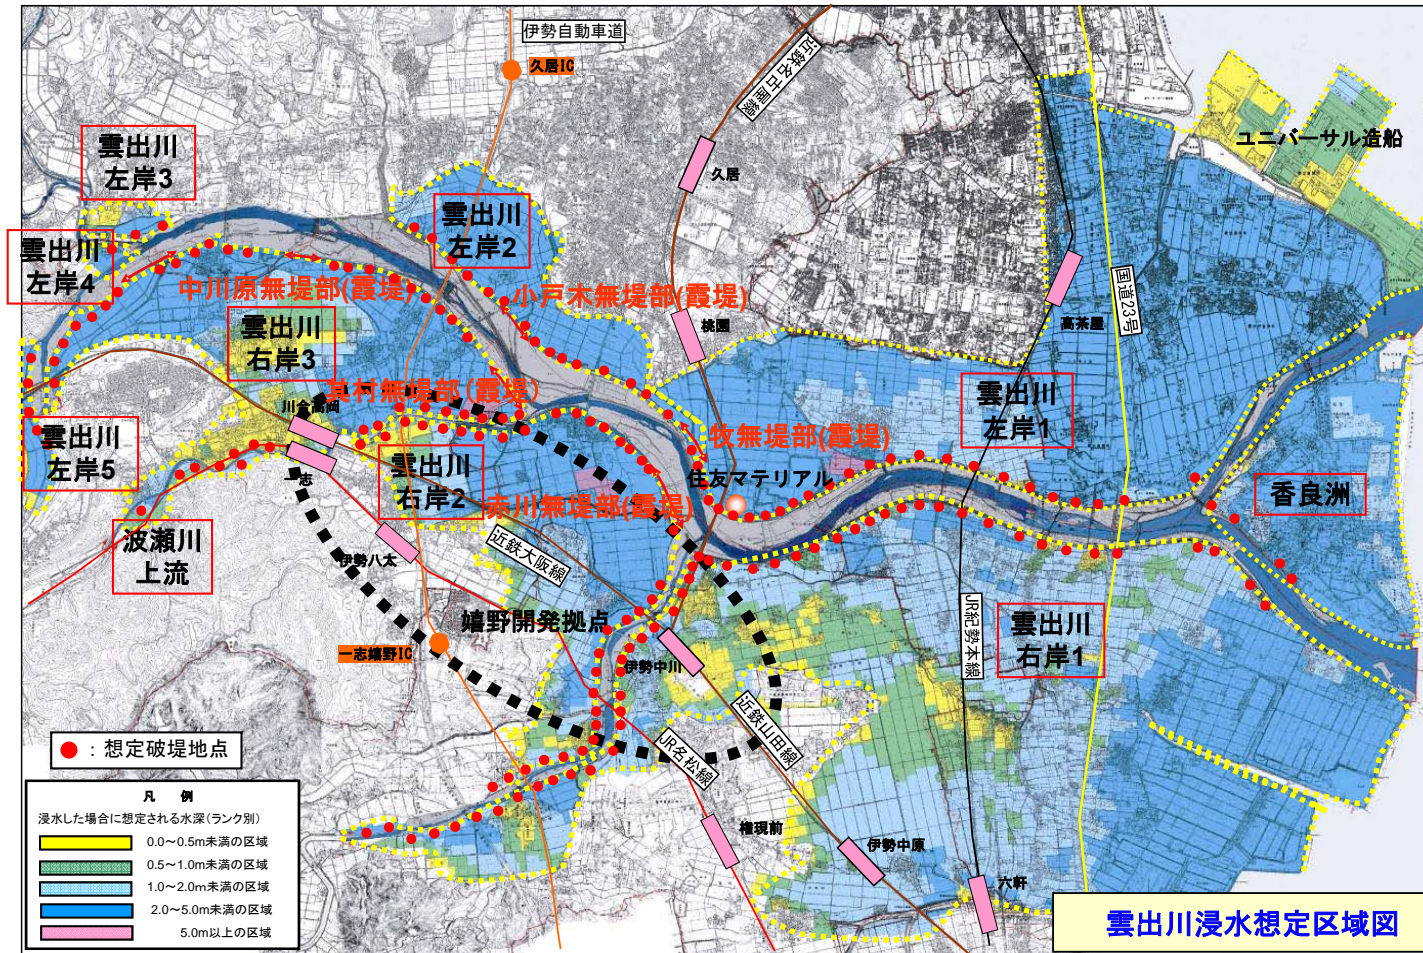 伊勢自動車道
久居IC
近鉄名古屋線
久居
ユニバーサル造船
雲出川
左岸3
雲出川
左岸2
雲出川
左岸4
中川原無堤部(霞堤)
小戸木無堤部(霞堤)
国道23号
高茶屋
桃園
雲出川
右岸3
其村無堤部(霞堤)
川合高岡
雲出川
左岸1
牧無堤部(霞堤)
雲出川
左岸5
一志
雲出川
右岸2
住友マテリアル
赤川無堤部(霞堤)
香良洲
波瀬川
上流
伊勢八太
近鉄大阪線
嬉野開発拠点
一志嬉野IC
伊勢中川
JR紀勢本線
雲出川
右岸1
近鉄山田線
JR名松線
権現前
伊勢中原
六軒
:想定破堤地点
凡 例
浸水した場合に想定される水深(ランク別)
0.0~0.5m未満の区域
0.5~1.0m未満の区域
1.0~2.0m未満の区域
2.0~5.0m未満の区域
5.0m以上の区域
雲出川浸水想定区域図